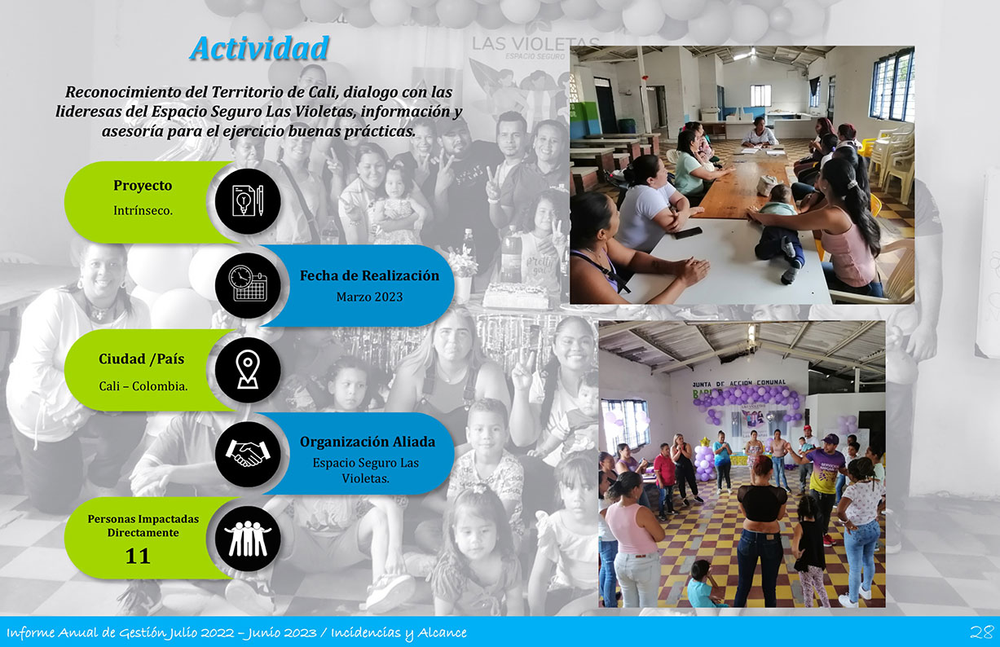 Actividad
Reconocimiento del Territorio de Cali, dialogo con las
lideresas del Espacio Seguro Las Violetas, información y
asesoría para el ejercicio buenas prácticas.
Proyecto
Intrínseco.
Fecha de Realización
Marzo 2023
Ciudad /País
Cali – Colombia.
Organización Aliada
Espacio Seguro Las
Violetas.
Personas Impactadas
Directamente
11
LAS VIOLETAS
ESPACIO SEGURO
JUNTA DE ACCIÓN COMUNAL
LAS VIOLETAS
Informe Anual de Gestión Julio 2022 – Junio 2023 / Incidencias y Alcance
28